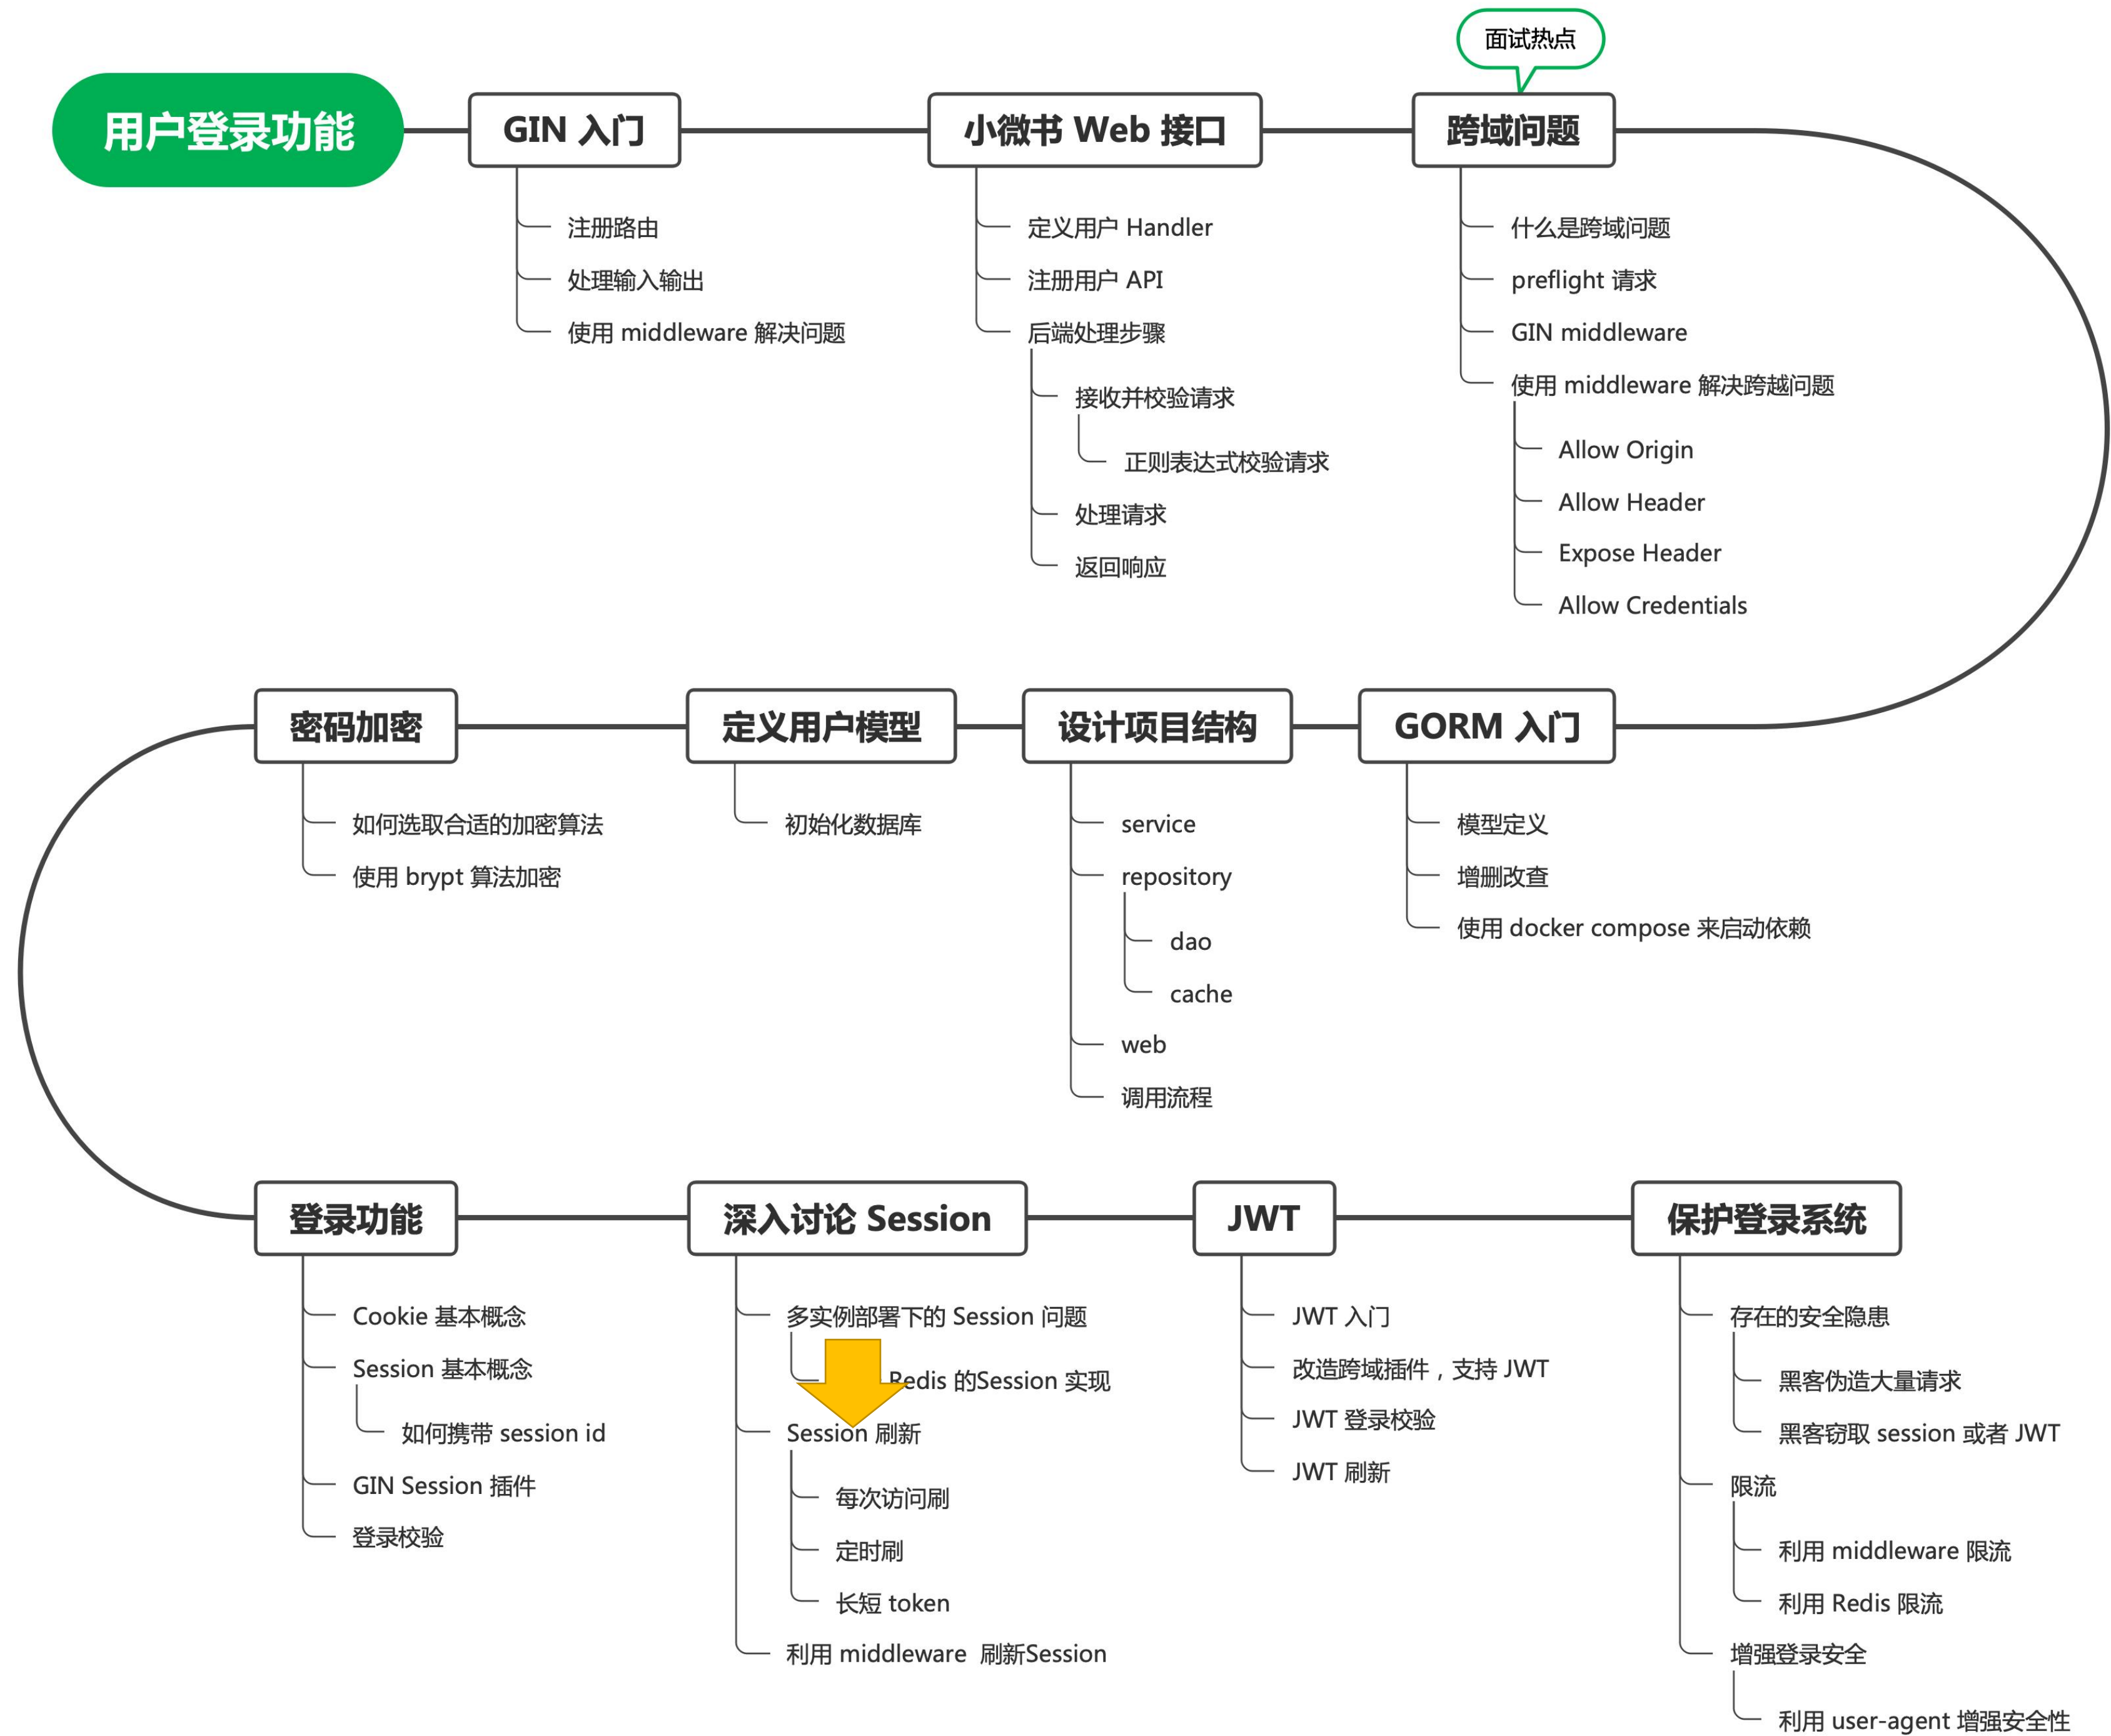 面试热点
用户登录功能
GIN 入门
注册路由
处理输入输出
使用 middleware 解决问题
小微书 Web 接口
定义用户 Handler
注册用户 API
后端处理步骤
接收并校验请求
正则表达式校验请求
处理请求
返回响应
跨域问题
什么是跨域问题
preflight 请求
GIN middleware
使用 middleware 解决跨越问题
Allow Origin
Allow Header
Expose Header
Allow Credentials
GORM 入门
模型定义
增删改查
使用 docker compose 来启动依赖
设计项目结构
service
repository
dao
cache
web
调用流程
定义用户模型
初始化数据库
密码加密
如何选取合适的加密算法
使用 brypt 算法加密
登录功能
Cookie 基本概念
Session 基本概念
如何携带 session id
GIN Session 插件
登录校验
深入讨论 Session
多实例部署下的 Session 问题
Redis 的Session 实现
Session 刷新
每次访问刷
定时刷
长短 token
利用 middleware 刷新Session
JWT
JWT 入门
改造跨域插件，支持 JWT
JWT 登录校验
JWT 刷新
保护登录系统
存在的安全隐患
黑客伪造大量请求
黑客窃取 session 或者 JWT
限流
利用 middleware 限流
利用 Redis 限流
增强登录安全
利用 user-agent 增强安全性